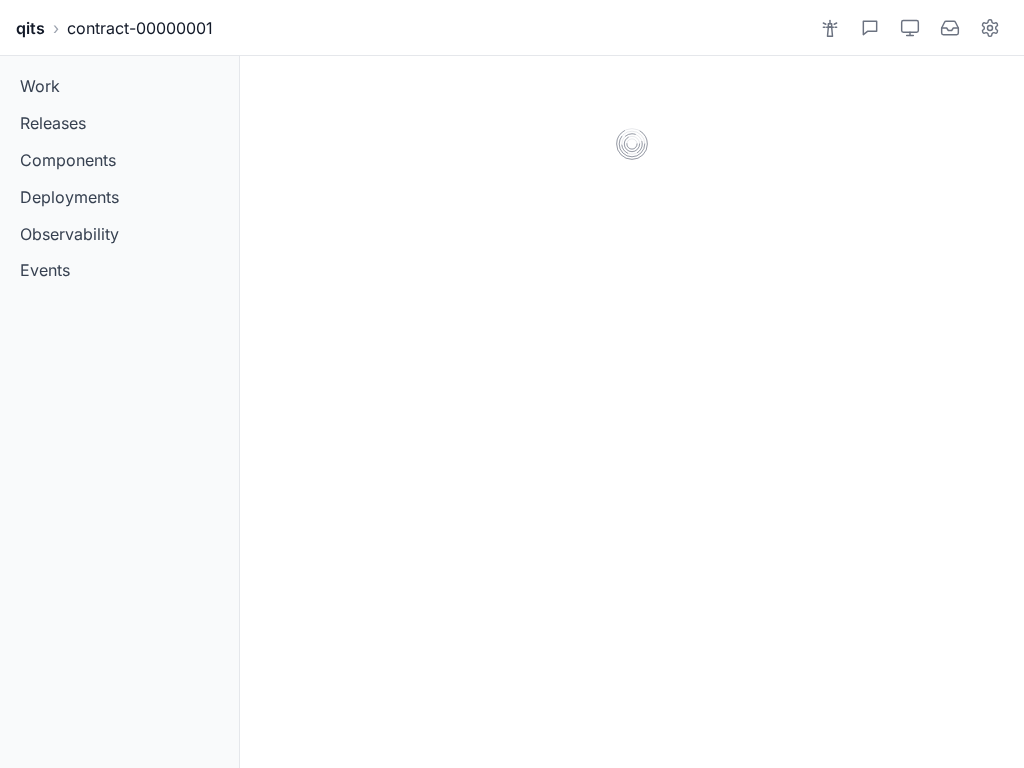 qits › contract-00000001
Work
Releases
Components
Deployments
Observability
Events